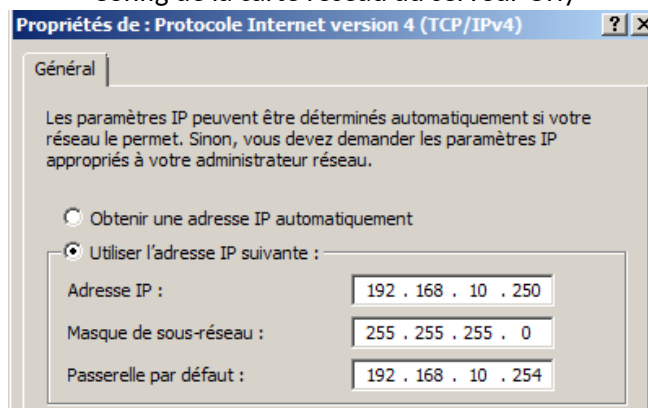 Propriétés de : Protocole Internet version 4 (TCP/IPv4)
Général
Les paramètres IP peuvent être déterminés automatiquement si votre
réseau le permet. Sinon, vous devez demander les paramètres IP
appropriés à votre administrateur réseau.
Obtenir une adresse IP automatiquement
Utiliser l'adresse IP suivante :
Adresse IP : 192 . 168 . 10 . 250
Masque de sous-réseau : 255 . 255 . 255 . 0
Passerelle par défaut : 192 . 168 . 10 . 254